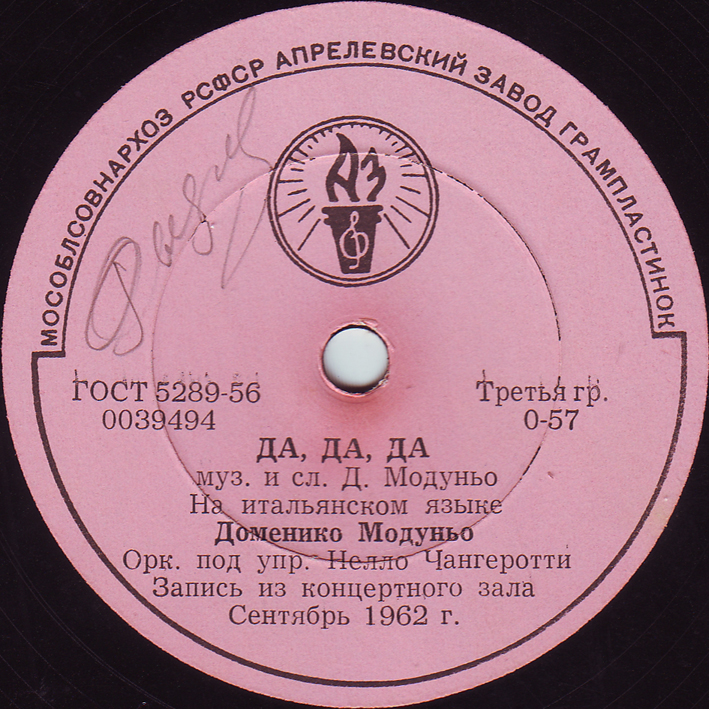 МОСОБЛСОВНАРХОЗ РСФСР АПРЕЛЕВСКИЙ ЗАВОД ГРАМПЛАСТИНОК
АЗ
ГОСТ 5289-56
0039494
Третья гр.
0-57
ДА, ДА, ДА
муз. и сл. Д. Модуньо
На итальянском языке
Доменико Модуньо
Орк. под упр. Нелло Чангеротти
Запись из концертного зала
Сентябрь 1962 г.